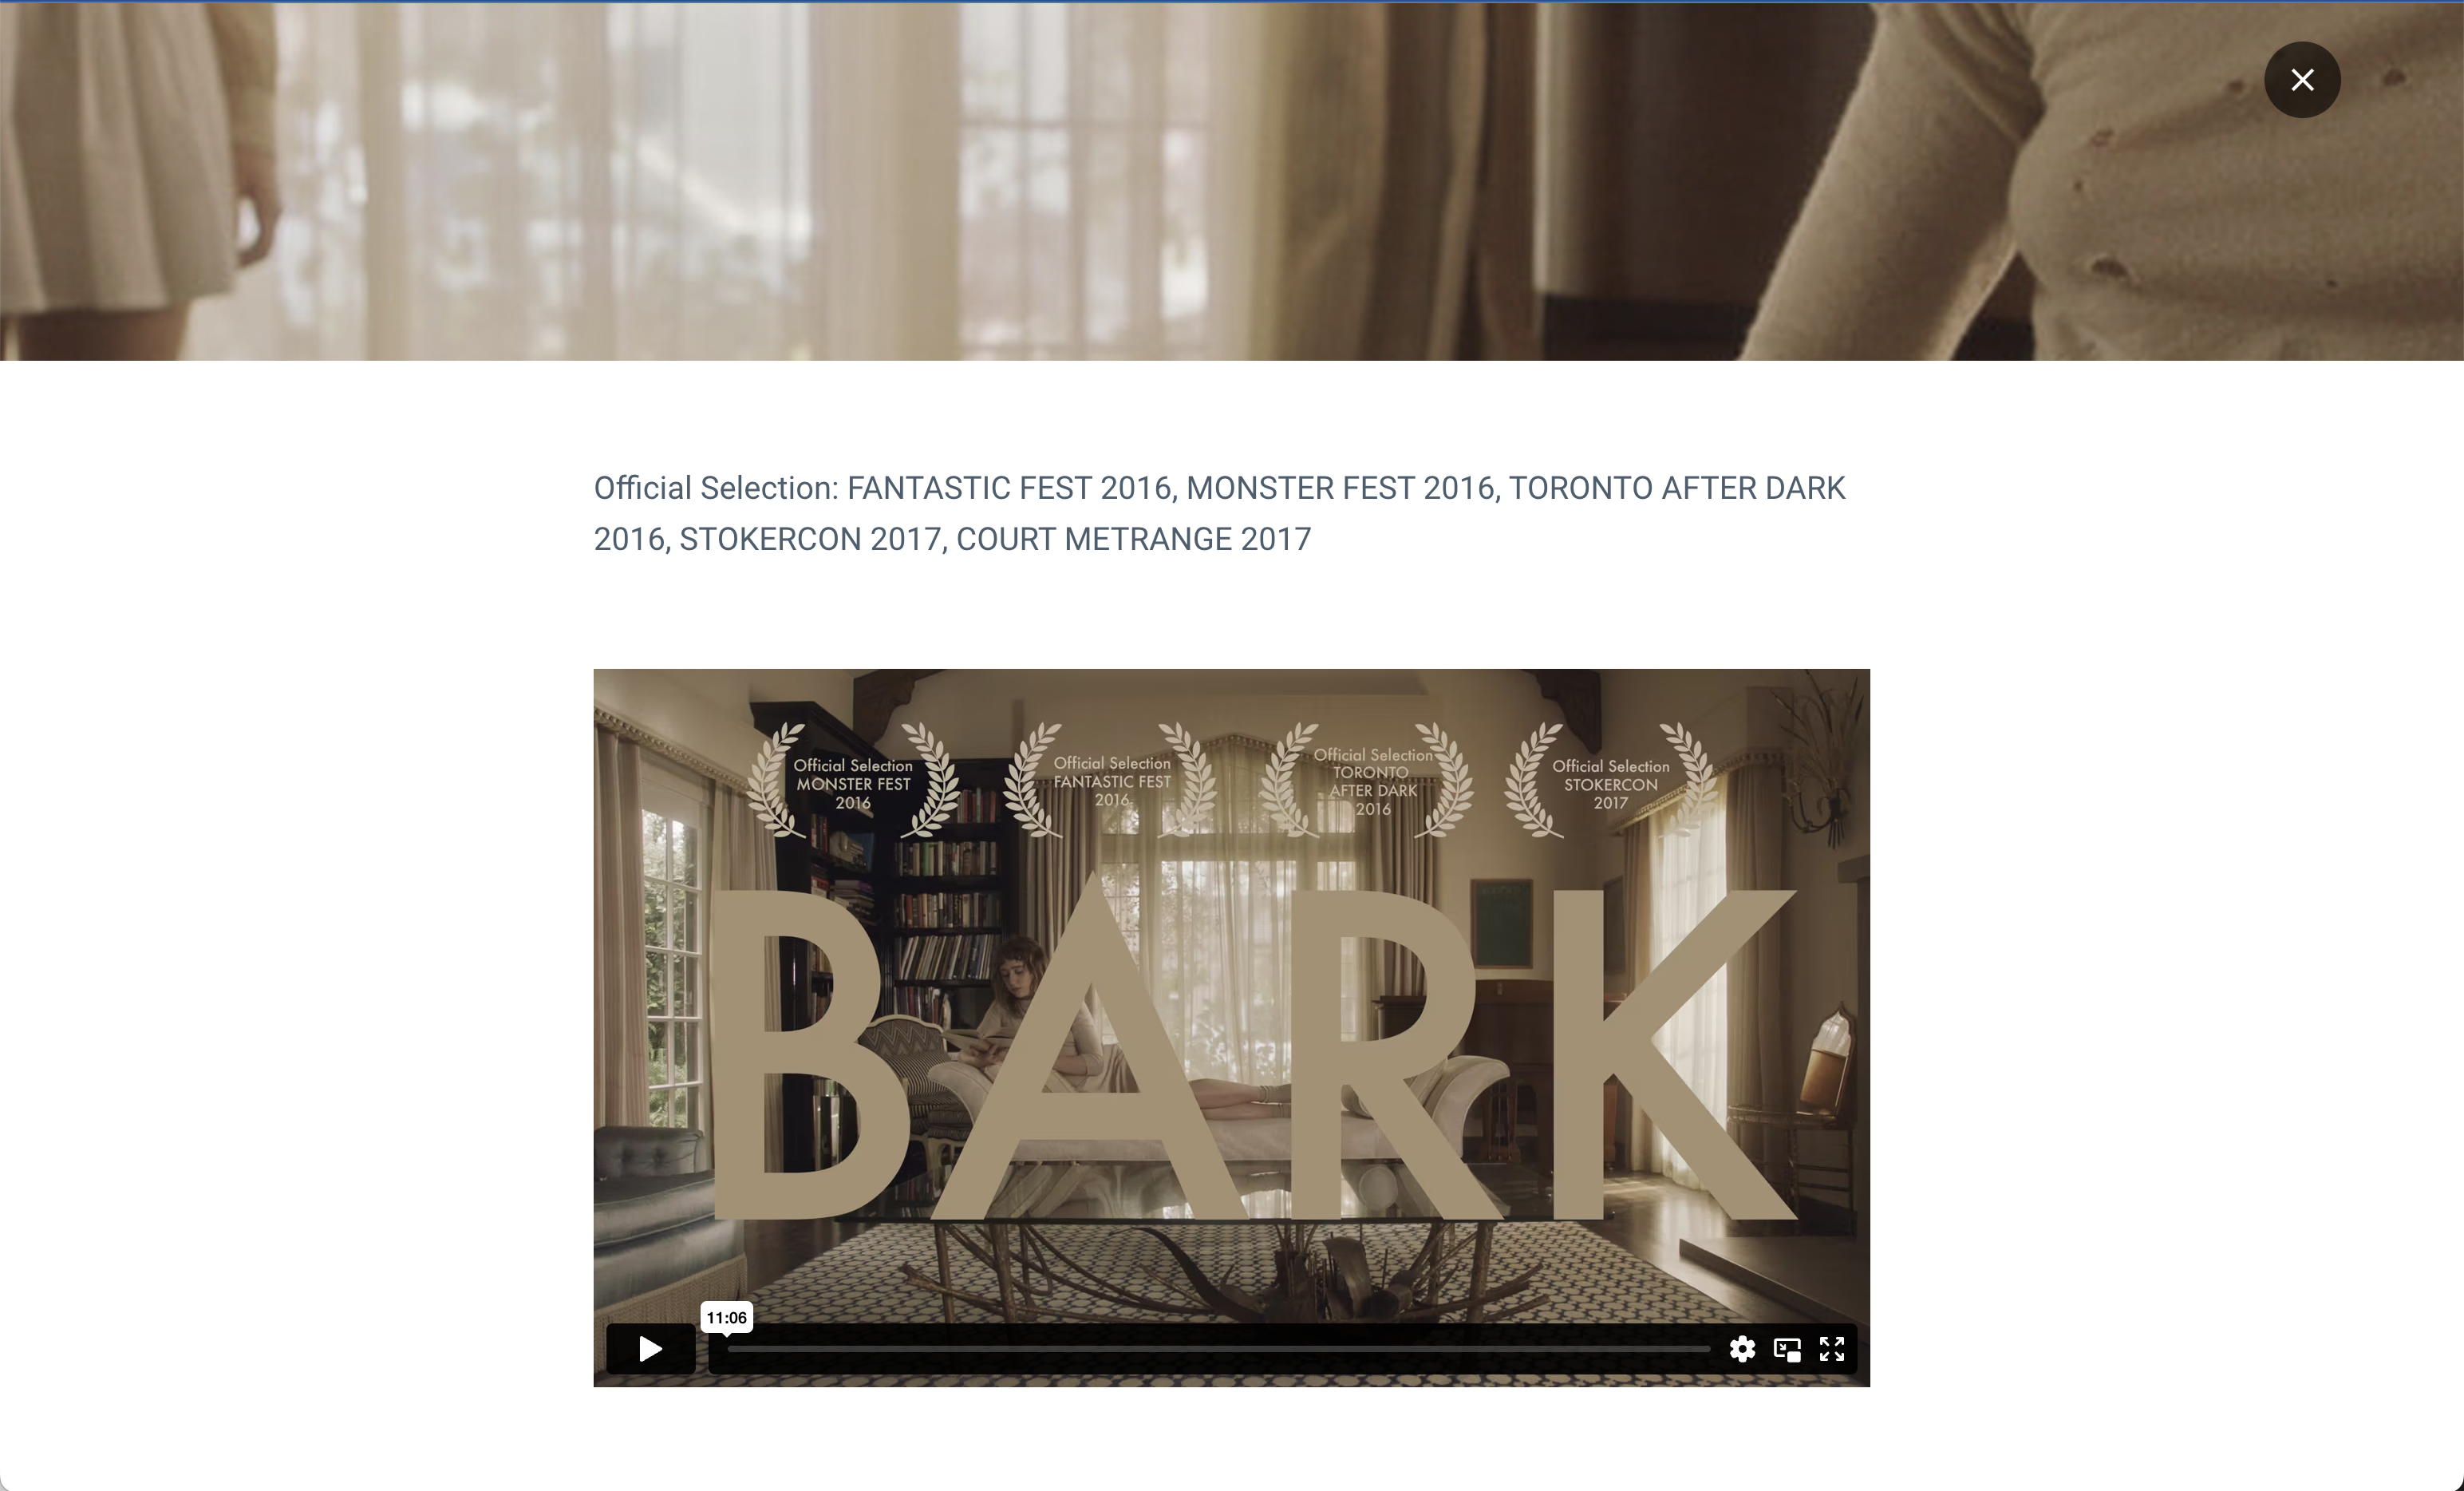 Official Selection: FANTASTIC FEST 2016, MONSTER FEST 2016, TORONTO AFTER DARK
2016, STOKERCON 2017, COURT METRANGE 2017
Official Selection
MONSTER FEST
2016
Official Selection
FANTASTIC FEST
2016
Official Selection
TORONTO
AFTER DARK
2016
Official Selection
STOKERCON
2017
BARK
11:06